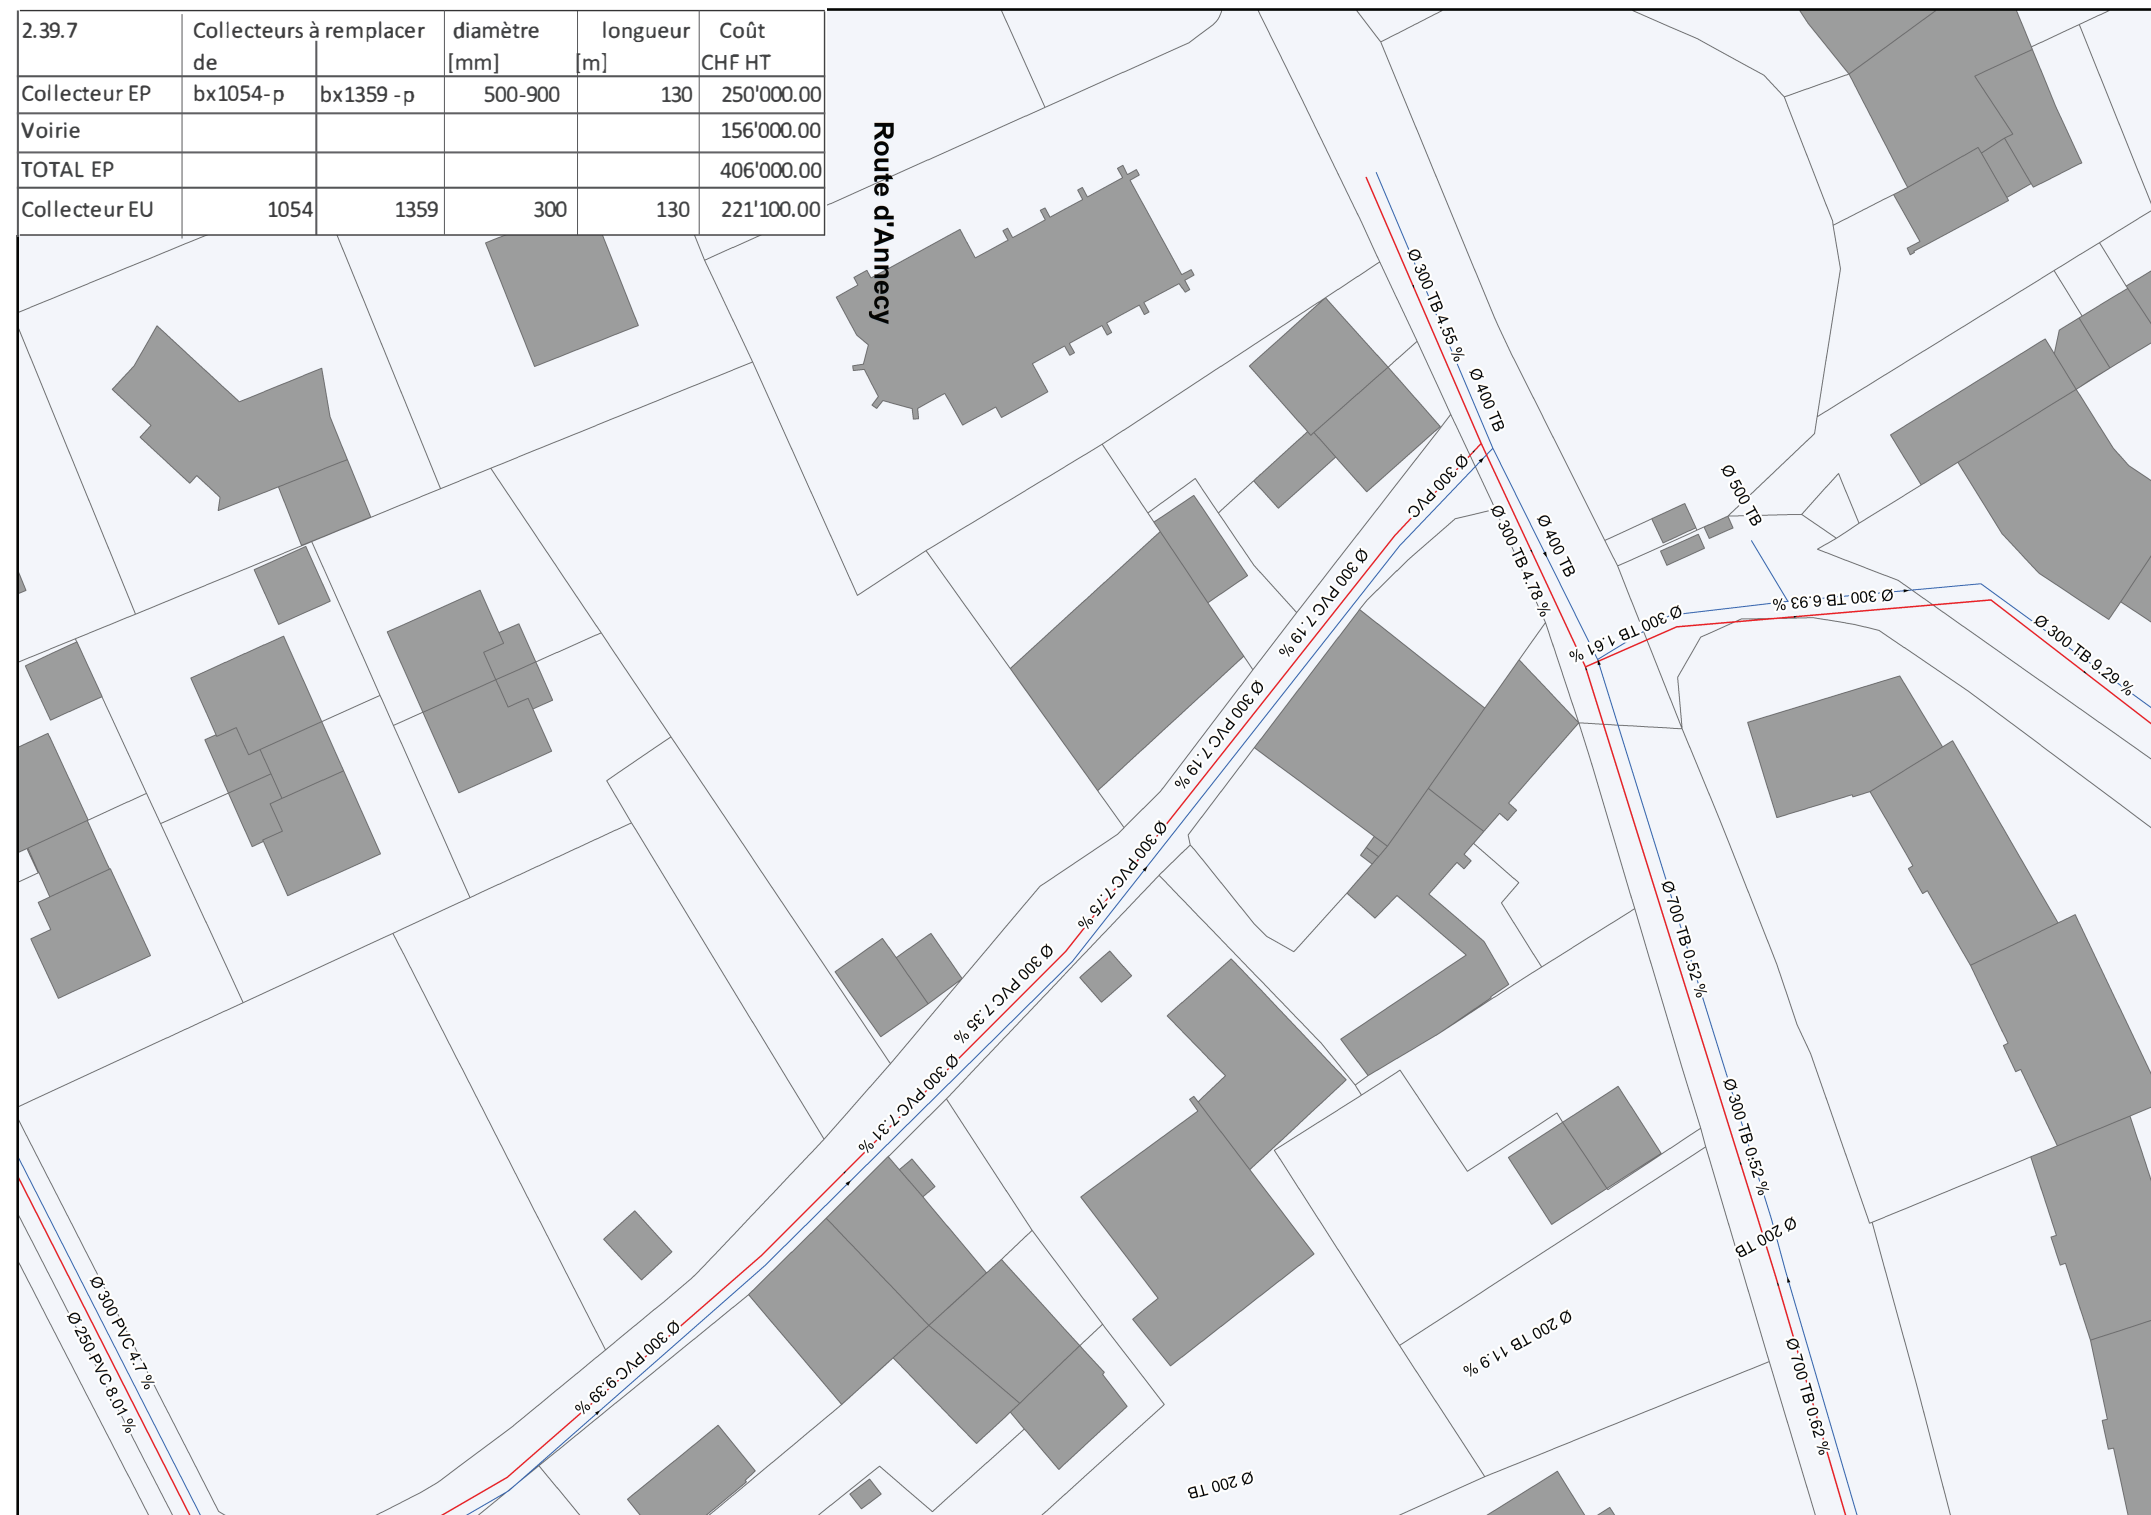 2.39.7 Collecteurs à remplacer diamètre longueur Coût
de [mm] [m] CHF HT
Collecteur EP bx1054-p bx1359 -p 500-900 130 250'000.00
Voirie 156'000.00
TOTAL EP 406'000.00
Collecteur EU 1054 1359 300 130 221'100.00
Route d'Annecy
Ø 300 TB 4.55 %
Ø 400 TB
Ø 300 PVC
Ø 300 TB 4.78 %
Ø 400 TB
Ø 500 TB
Ø 300 TB 1.61 %
Ø 300 TB 6.93 %
Ø 300 TB 9.29 %
Ø 300 PVC 7.19 %
Ø 300 PVC 7.19 %
Ø 300 PVC 7.75 %
Ø 300 PVC 7.35 %
Ø 300 PVC 7.31 %
Ø 300 PVC 9.39 %
Ø 700 TB 0.52 %
Ø 300 TB 0.52 %
Ø 200 TB
Ø 700 TB 0.62 %
Ø 200 TB 11.9 %
Ø 200 TB
Ø 300 PVC 4.7 %
Ø 250 PVC 8.01 %